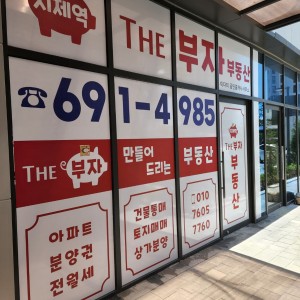 지제역
THE 부자 부동산
☎691-4985
THE 부자
만들어
드리는
부동산
아파트
분양권
전월세
건물통매
토지매매
상가분양
010
7605
7760
THE 부자 부동산